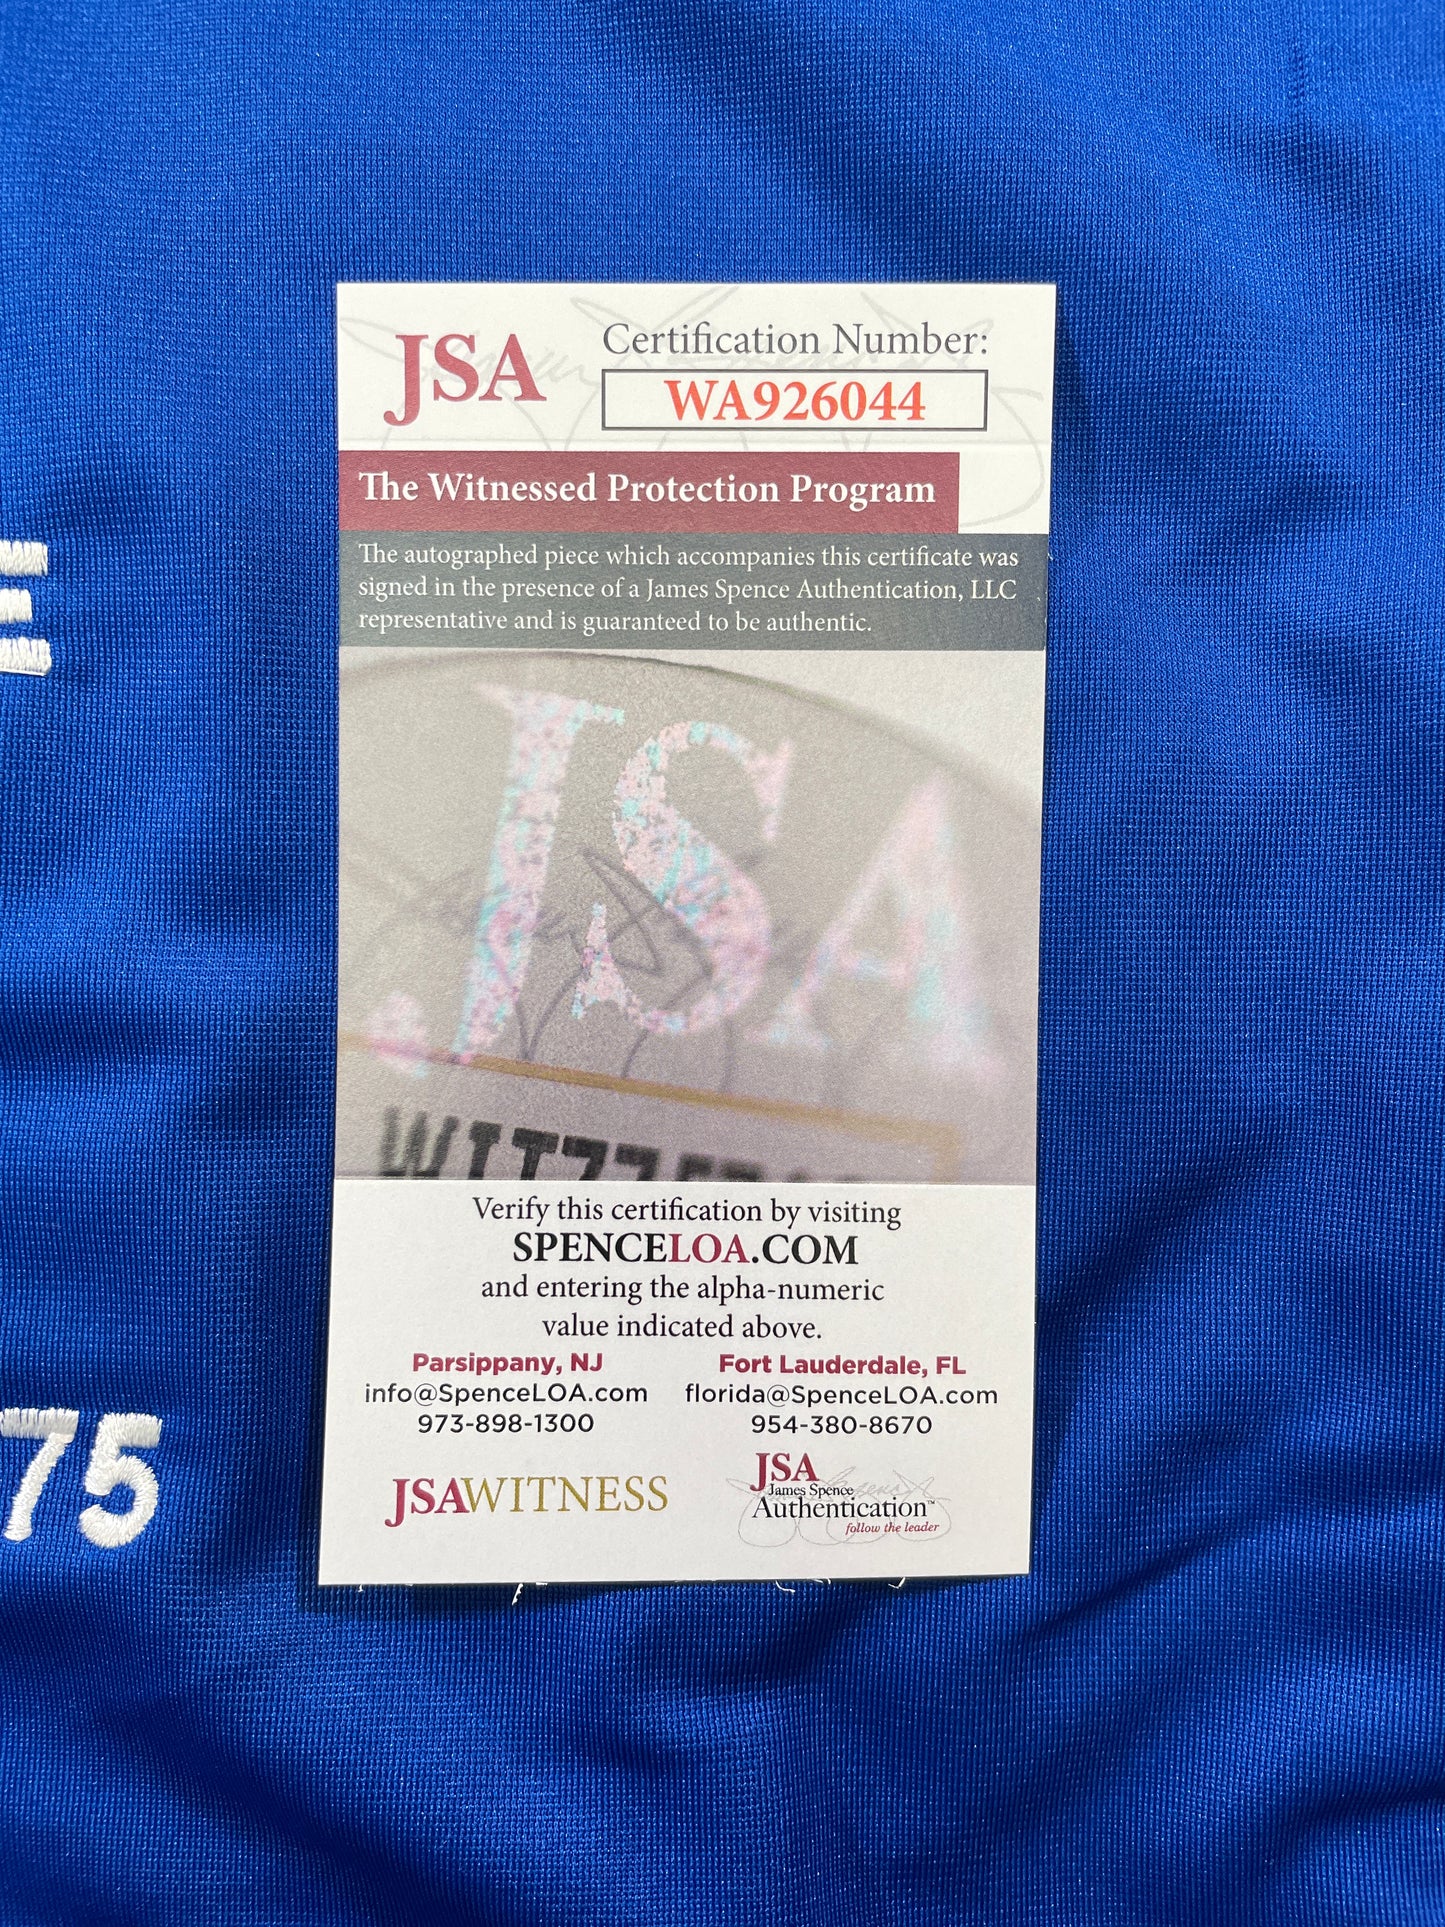 JSA
Certification Number:
WA926044
The Witnessed Protection Program
The autographed piece which accompanies this certificate was
signed in the presence of a James Spence Authentication, LLC
representative and is guaranteed to be authentic.
JSA
Verify this certification by visiting
SPENCELOA.COM
and entering the alpha-numeric
value indicated above.
Parsippany, NJ
info@SpenceLOA.com
973-898-1300
Fort Lauderdale, FL
florida@SpenceLOA.com
954-380-8670
JSAWITNESS
JSA
James Spence
Authentication™
follow the leader
75